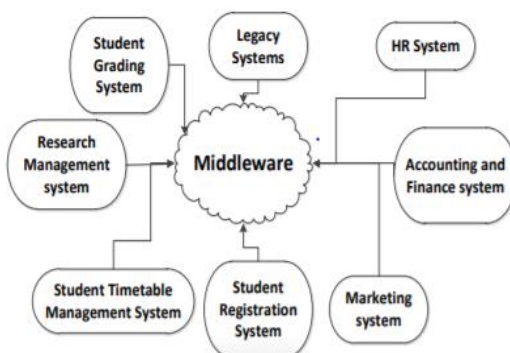 Student
Grading
System
Legacy
Systems
HR System
Research
Management
system
Middleware
Accounting and
Finance system
Student Timetable
Management System
Student
Registration
System
Marketing
system